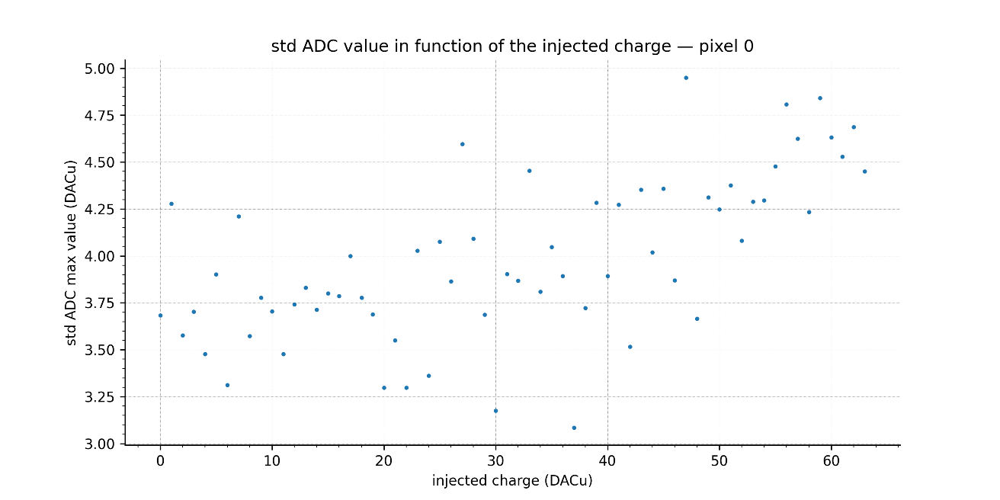 std ADC value in function of the injected charge — pixel 0
5.00
4.75
4.50
4.25
4.00
3.75
3.50
3.25
3.00
std ADC max value (DACu)
0 10 20 30 40 50 60
injected charge (DACu)